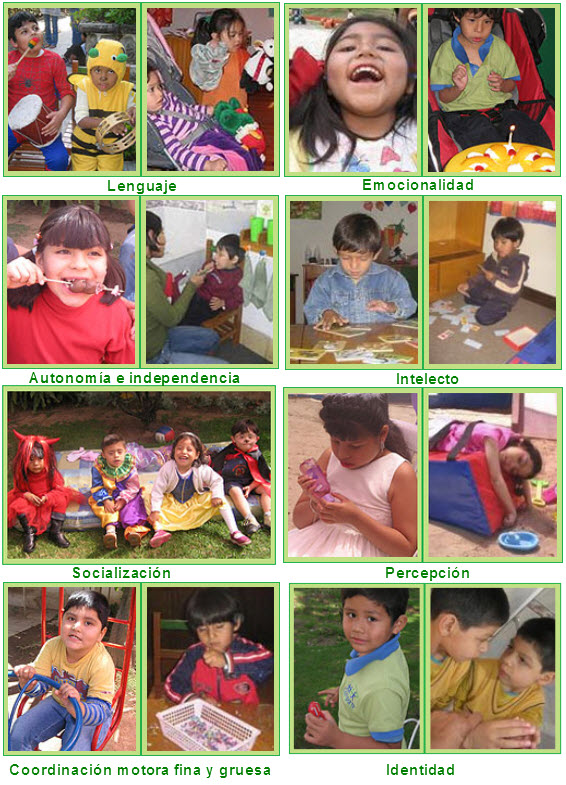 Lenguaje
Emocionalidad
Autonomía e independencia
Intelecto
Socialización
Percepción
Coordinación motora fina y gruesa
Identidad